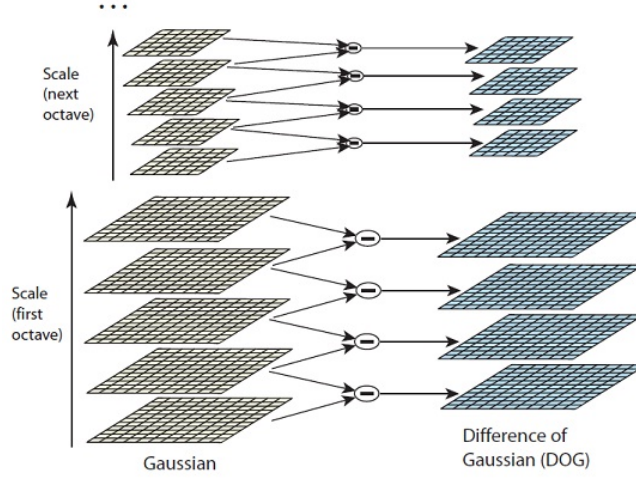 ...
Scale
(next
octave)
Scale
(first
octave)
Gaussian
Difference of
Gaussian (DOG)